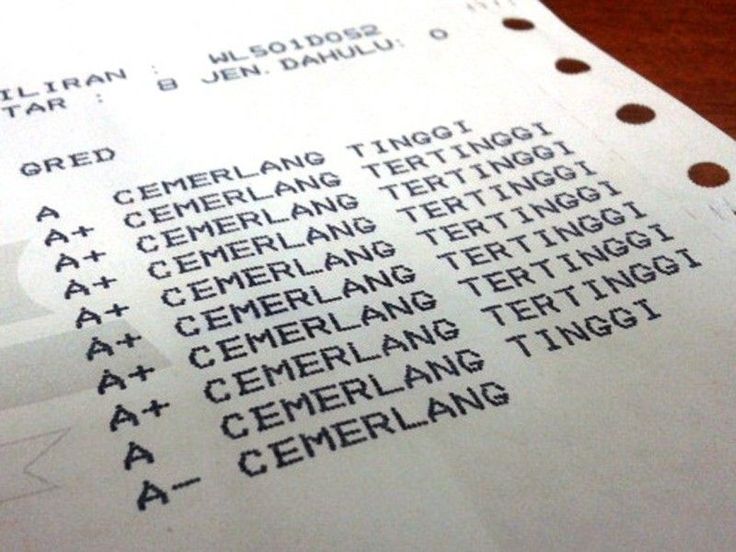 ILIRAN : WL501D052
TAR : 8 JEN. DAHULU: 0
GRED
A CEMERLANG TINGGI
A+ CEMERLANG TERTINGGI
A+ CEMERLANG TERTINGGI
A+ CEMERLANG TERTINGGI
A+ CEMERLANG TERTINGGI
A+ CEMERLANG TERTINGGI
A+ CEMERLANG TERTINGGI
A+ CEMERLANG TERTINGGI
A CEMERLANG TINGGI
A- CEMERLANG